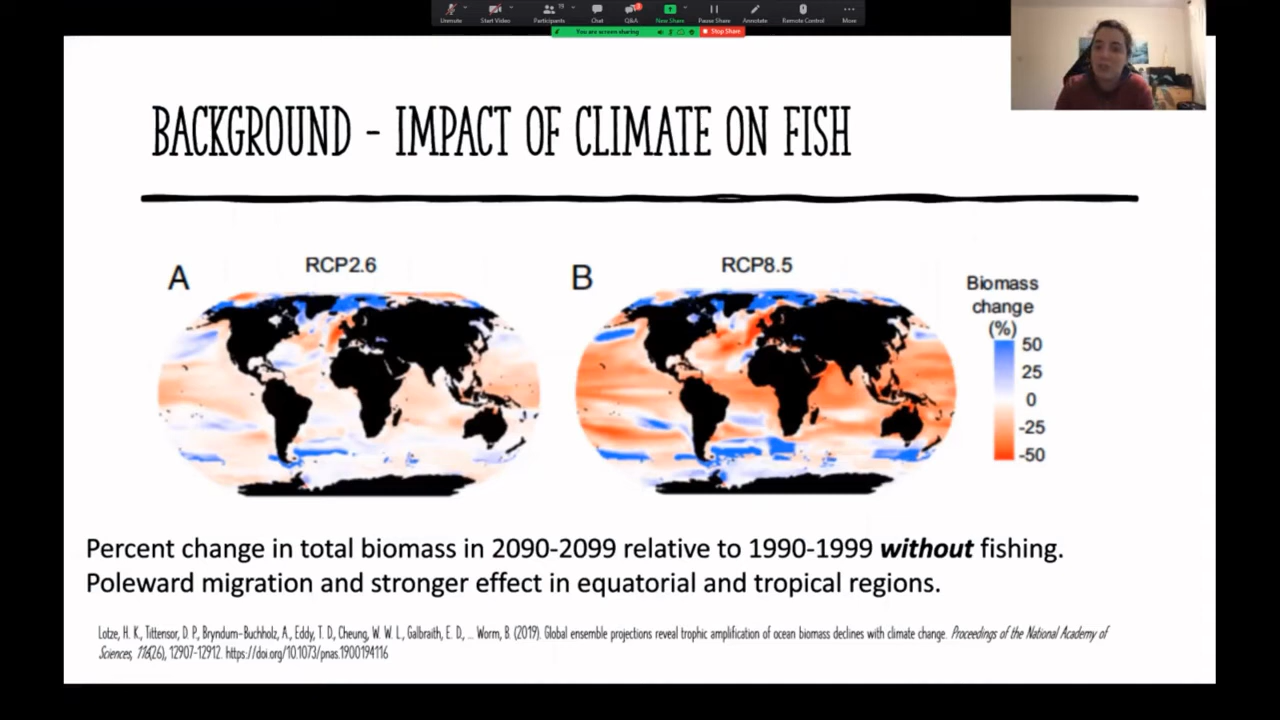 Unmute
Start Video
Participants
19
Chat
Q&A
New Share
Pause Share
Annotate
Remote Control
More
You are screen sharing
Stop Share
BACKGROUND - IMPACT OF CLIMATE ON FISH
A
RCP2.6
B
RCP8.5
Biomass
change
(%)
50
25
0
-25
-50
Percent change in total biomass in 2090-2099 relative to 1990-1999 without fishing.
Poleward migration and stronger effect in equatorial and tropical regions.
Lotze, H. K., Tittensor, D. P., Bryndum-Buchholz, A., Eddy, T. D., Cheung, W. W. L., Galbraith, E. D., ... Worm, B. (2019). Global ensemble projections reveal trophic amplification of ocean biomass declines with climate change. Proceedings of the National Academy of
Sciences, 116(26), 12907-12912. https://doi.org/10.1073/pnas.1900194116